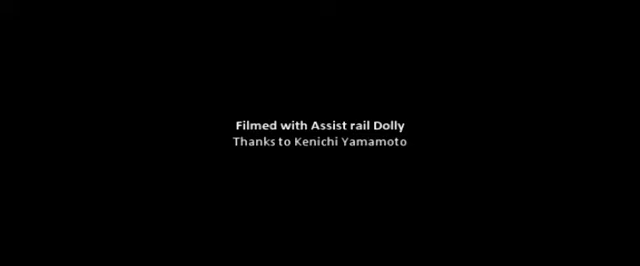 Filmed with Assist rail Dolly
Thanks to Kenichi Yamamoto